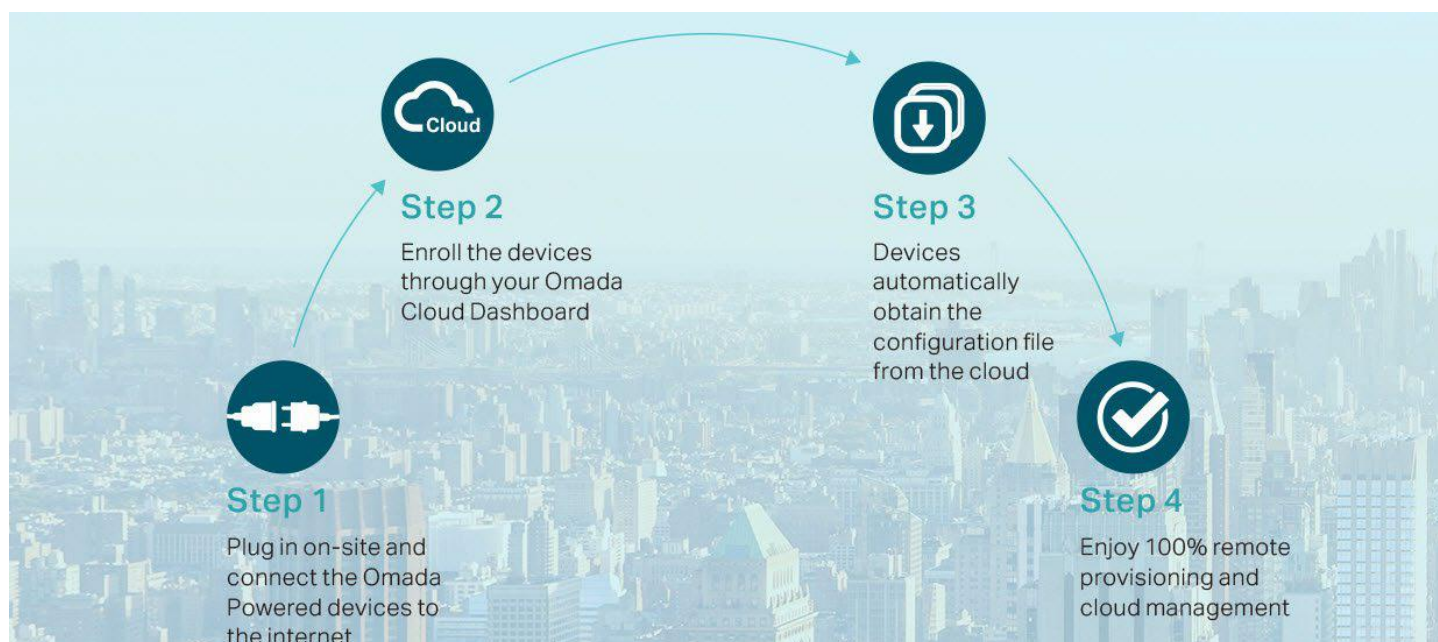 Cloud
Step 1
Plug in on-site and
connect the Omada
Powered devices to
the internet
Step 2
Enroll the devices
through your Omada
Cloud Dashboard
Step 3
Devices
automatically
obtain the
configuration file
from the cloud
Step 4
Enjoy 100% remote
provisioning and
cloud management